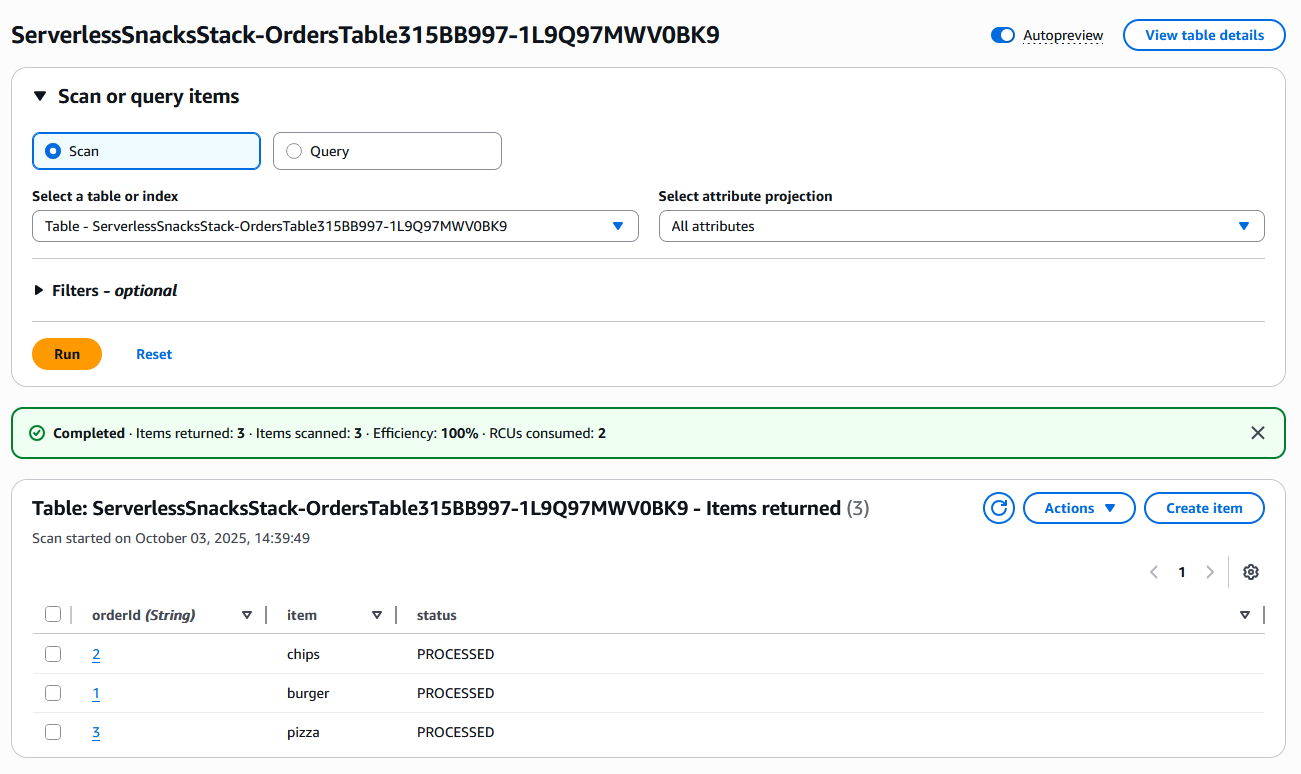 ServerlessSnacksStack-OrdersTable315BB997-1L9Q97MWV0BK9 Autopreview View table details
Scan or query items
Scan Query
Select a table or index Select attribute projection
Table - ServerlessSnacksStack-OrdersTable315BB997-1L9Q97MWV0BK9 All attributes
Filters - optional
Run Reset
Completed · Items returned: 3 · Items scanned: 3 · Efficiency: 100% · RCUs consumed: 2
Table: ServerlessSnacksStack-OrdersTable315BB997-1L9Q97MWV0BK9 - Items returned (3) Actions Create item
Scan started on October 03, 2025, 14:39:49
1
orderId (String) item status
2 chips PROCESSED
1 burger PROCESSED
3 pizza PROCESSED